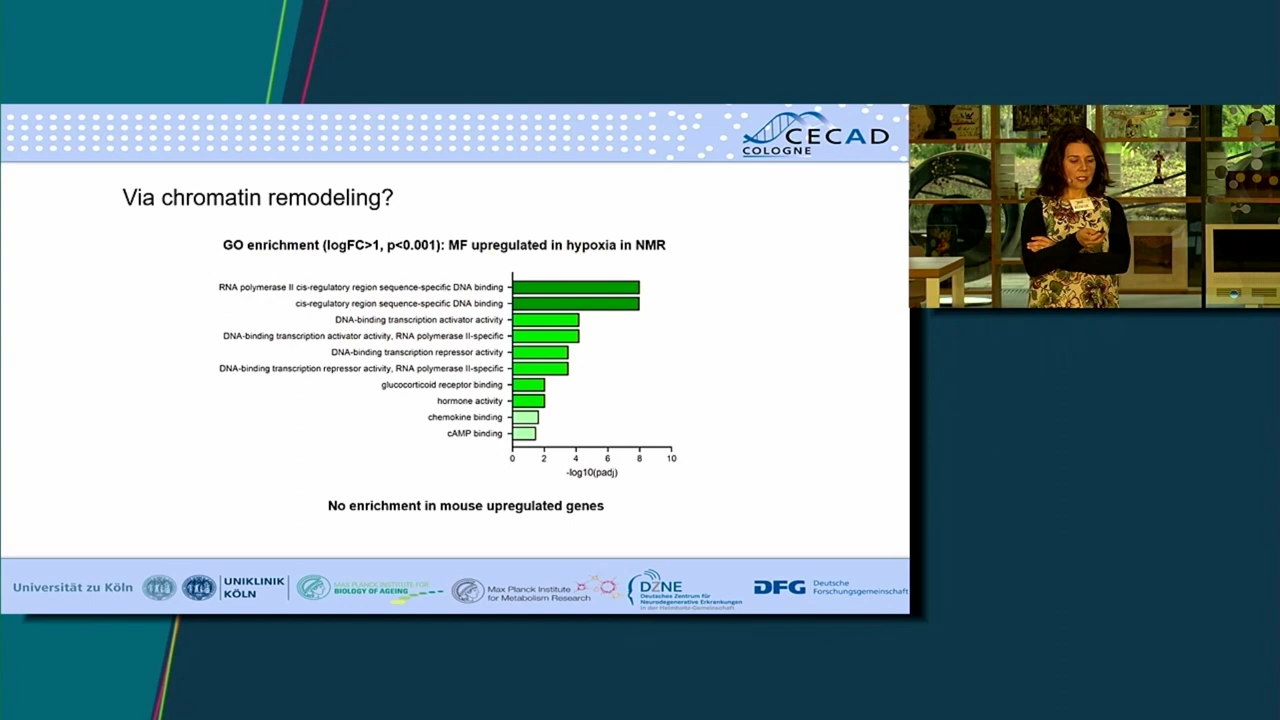 CECAD
COLOGNE
Via chromatin remodeling?
GO enrichment (logFC>1, p<0.001): MF upregulated in hypoxia in NMR
RNA polymerase II cis-regulatory region sequence-specific DNA binding
cis-regulatory region sequence-specific DNA binding
DNA-binding transcription activator activity
DNA-binding transcription activator activity, RNA polymerase II-specific
DNA-binding transcription repressor activity
DNA-binding transcription repressor activity, RNA polymerase II-specific
glucocorticoid receptor binding
hormone activity
chemokine binding
cAMP binding
0 2 4 6 8 10
-log10(padj)
No enrichment in mouse upregulated genes
Universität zu Köln
UNIKLINIK
KÖLN
MAX PLANCK INSTITUTE FOR
BIOLOGY OF AGEING
Max Planck Institute
for Metabolism Research
DZNE
Deutsches Zentrum für
Neurodegenerative Erkrankungen
in der Helmholtz-Gemeinschaft
DFG
Deutsche
Forschungsgemeinschaft